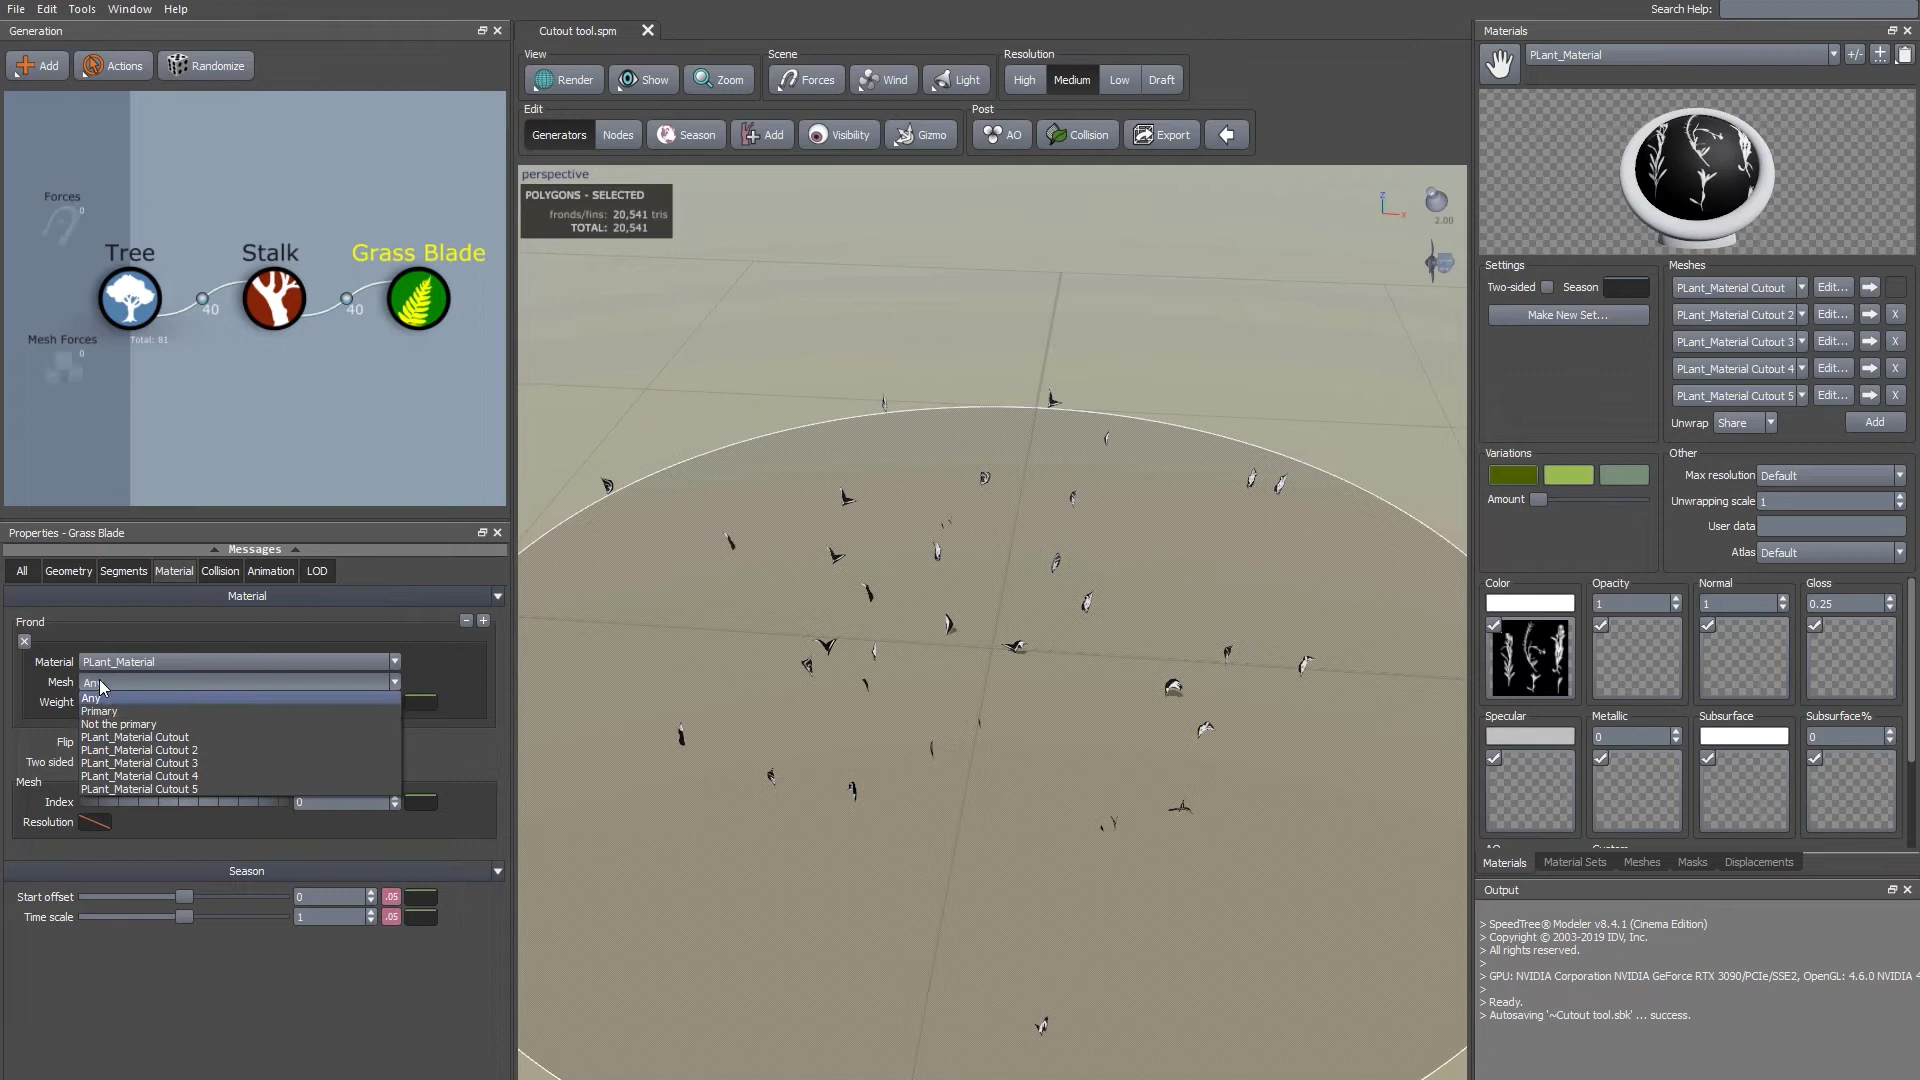 File Edit Tools Window Help
Search Help:
Generation
Add Actions Randomize
Forces
0
Tree Stalk Grass Blade
40 40
Mesh Forces
0
Total: 81
Properties - Grass Blade
Messages
All Geometry Segments Material Collision Animation LOD
Material
Frond
Material PLant_Material
Mesh Any
Weight
Any
Primary
Not the primary
PLant_Material Cutout
PLant_Material Cutout 2
PLant_Material Cutout 3
PLant_Material Cutout 4
PLant_Material Cutout 5
Flip
Two sided
Mesh
Index 0
Resolution
Season
Start offset 0 .05
Time scale 1 .05
Cutout tool.spm
View Scene Resolution
Render Show Zoom Forces Wind Light High Medium Low Draft
Edit Post
Generators Nodes Season Add Visibility Gizmo AO Collision Export
perspective
POLYGONS - SELECTED
fronds/fins: 20,541 tris
TOTAL: 20,541
z
x
2.00
Materials
PLant_Material +/-
Settings Meshes
Two-sided Season
Make New Set...
PLant_Material Cutout Edit...
PLant_Material Cutout 2 Edit... X
PLant_Material Cutout 3 Edit... X
PLant_Material Cutout 4 Edit... X
PLant_Material Cutout 5 Edit... X
Unwrap Share Add
Variations Other
Amount
Max resolution Default
Unwrapping scale 1
User data
Atlas Default
Color Opacity Normal Gloss
1 1 0.25
Specular Metallic Subsurface Subsurface%
0 0
Materials Material Sets Meshes Masks Displacements
Output
> SpeedTree® Modeler v8.4.1 (Cinema Edition)
> Copyright © 2003-2019 IDV, Inc.
> All rights reserved.
>
> GPU: NVIDIA Corporation NVIDIA GeForce RTX 3090/PCIe/SSE2, OpenGL: 4.6.0 NVIDIA
>
> Ready.
> Autosaving '~Cutout tool.sbk' ... success.